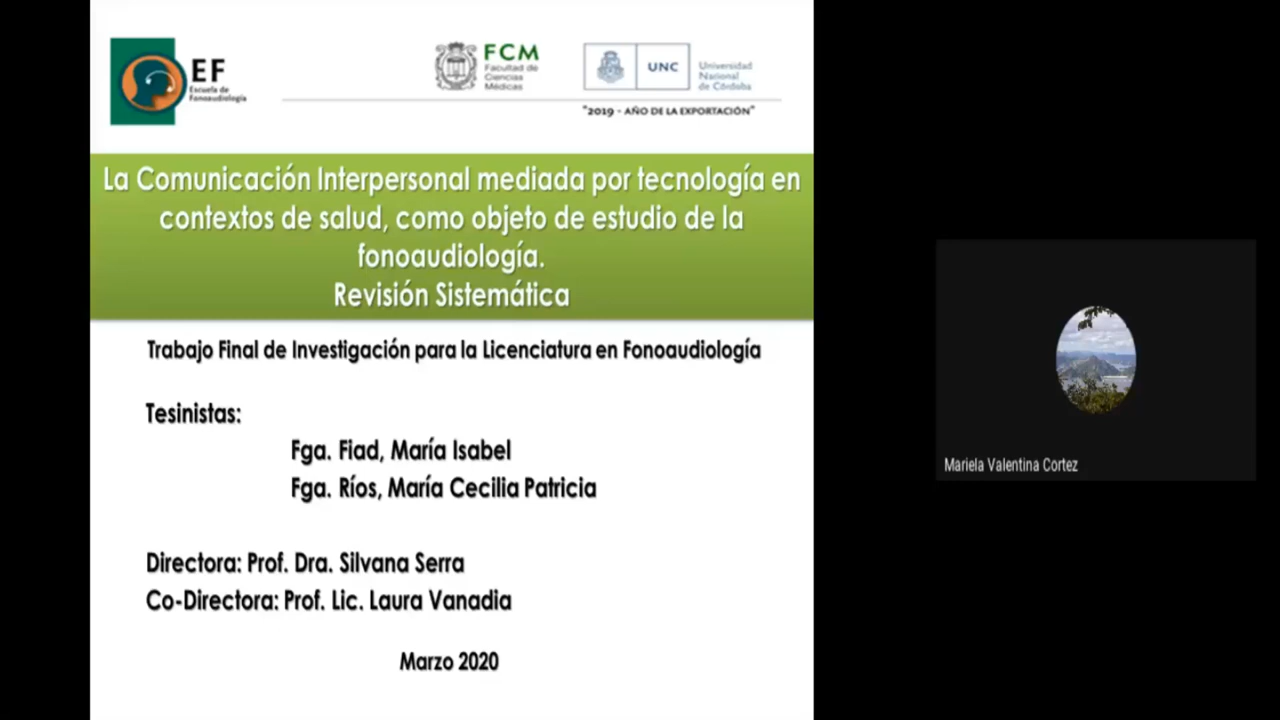 EF
Escuela de
Fonoaudiología
FCM
Facultad de
Ciencias
Médicas
UNC
Universidad
Nacional
de Córdoba
"2019 - AÑO DE LA EXPORTACIÓN"
La Comunicación Interpersonal mediada por tecnología en
contextos de salud, como objeto de estudio de la
fonoaudiología.
Revisión Sistemática
Trabajo Final de Investigación para la Licenciatura en Fonoaudiología
Tesinistas:
Fga. Fiad, María Isabel
Fga. Ríos, María Cecilia Patricia
Directora: Prof. Dra. Silvana Serra
Co-Directora: Prof. Lic. Laura Vanadia
Marzo 2020
Mariela Valentina Cortez